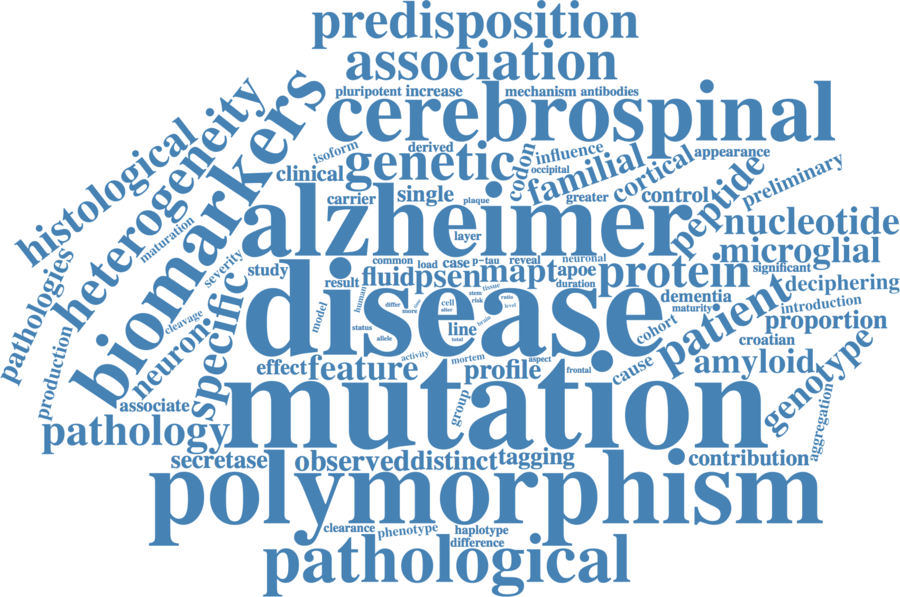 predisposition
association
pluripotent increase mechanism antibodies
cerebrospinal
histological
heterogeneity
biomarkers
isoform
derived
influence
clinical
genetic
codon
occipital
familial
cortical
appearance
preliminary
carrier
single
plaque
greater
control
peptide
maturation
alzheimer
layer
nucleotide
microglial
pathologies
severity
study
common
load
case
p-tau
reveal
neuronal
result
fluid
psen
mapt
apoe
duration
protein
significant
deciphering
disease
human
differ
more
cell
alter
stem
risk
tissue
ratio
level
brain
dementia
maturity
introduction
model
status
allele
line
total
cohort
patient
proportion
croatian
production
cleavage
neuron
specific
effect
feature
activity
mortem
profile
aspect
frontal
cause
amyloid
genotype
associate
pathology
mutation
group
aggregation
secretase
observed
distinct
tagging
contribution
polymorphism
clearance
phenotype
haplotype
difference
pathological